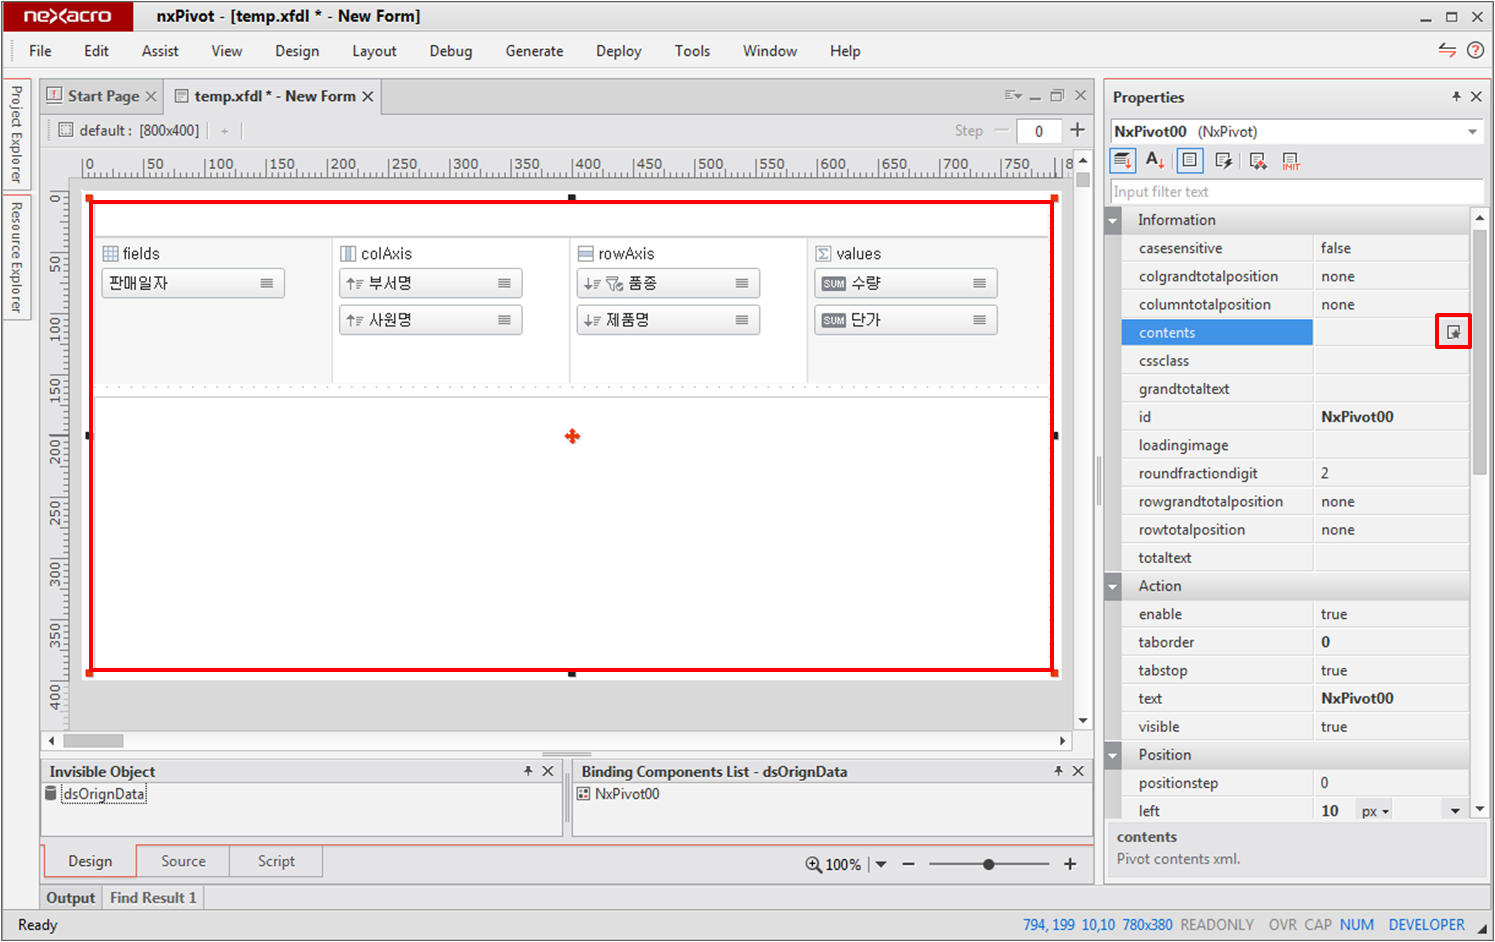 nexacro nxPivot - [temp.xfdl * - New Form]
File Edit Assist View Design Layout Debug Generate Deploy Tools Window Help
Project Explorer
Resource Explorer
Start Page temp.xfdl * - New Form
default : [800x400] + Step 0
0 50 100 150 200 250 300 350 400 450 500 550 600 650 700 750 8
0
50
100
150
200
250
300
350
400
fields colAxis rowAxis values
판매일자 부서명 품종 SUM 수량
사원명 제품명 SUM 단가
Invisible Object
dsOrignData
Binding Components List - dsOrignData
NxPivot00
Design Source Script
100%
Output Find Result 1
Properties
NxPivot00 (NxPivot)
INIT
Input filter text
Information
casesensitive false
colgrandtotalposition none
columntotalposition none
contents
cssclass
grandtotaltext
id NxPivot00
loadingimage
roundfractiondigit 2
rowgrandtotalposition none
rowtotalposition none
totaltext
Action
enable true
taborder 0
tabstop true
text NxPivot00
visible true
Position
positionstep 0
left 10 px
contents
Pivot contents xml.
Ready 794, 199 10,10 780x380 READONLY OVR CAP NUM DEVELOPER